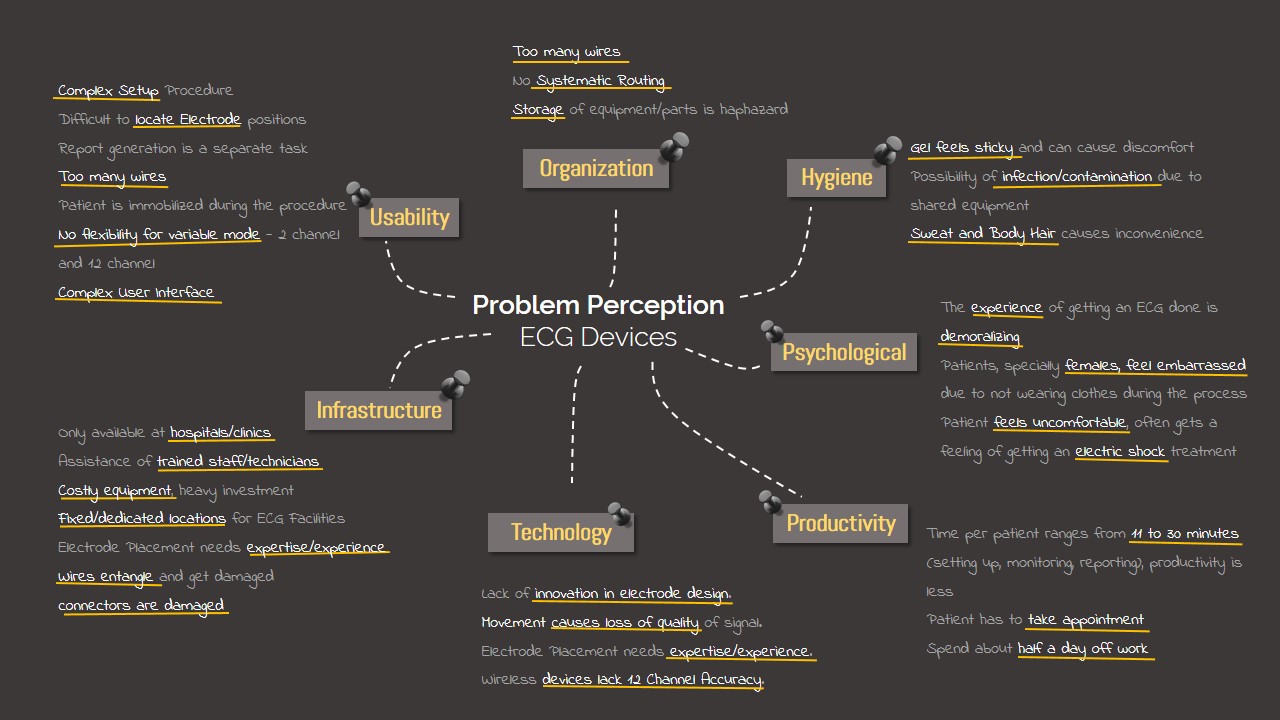 Problem Perception
ECG Devices
Usability
Complex Setup Procedure
Difficult to locate Electrode positions
Report generation is a separate task
Too many wires
Patient is immobilized during the procedure
No flexibility for variable mode - 2 channel
and 12 channel
Complex User Interface
Organization
Too many wires
No Systematic Routing
Storage of equipment/parts is haphazard
Hygiene
Gel feels sticky and can cause discomfort
Possibility of infection/contamination due to
shared equipment
Sweat and Body Hair causes inconvenience
Psychological
The experience of getting an ECG done is
demoralizing
Patients, specially females, feel embarrassed
due to not wearing clothes during the process
Patient feels uncomfortable, often gets a
feeling of getting an electric shock treatment
Infrastructure
Only available at hospitals/clinics
Assistance of trained staff/technicians
Costly equipment, heavy investment
Fixed/dedicated locations for ECG Facilities
Electrode Placement needs expertise/experience
Wires entangle and get damaged
connectors are damaged
Technology
Lack of innovation in electrode design.
Movement causes loss of quality of signal.
Electrode Placement needs expertise/experience.
Wireless devices lack 12 Channel Accuracy.
Productivity
Time per patient ranges from 11 to 30 minutes
(setting up, monitoring, reporting), productivity is
less
Patient has to take appointment
Spend about half a day off work